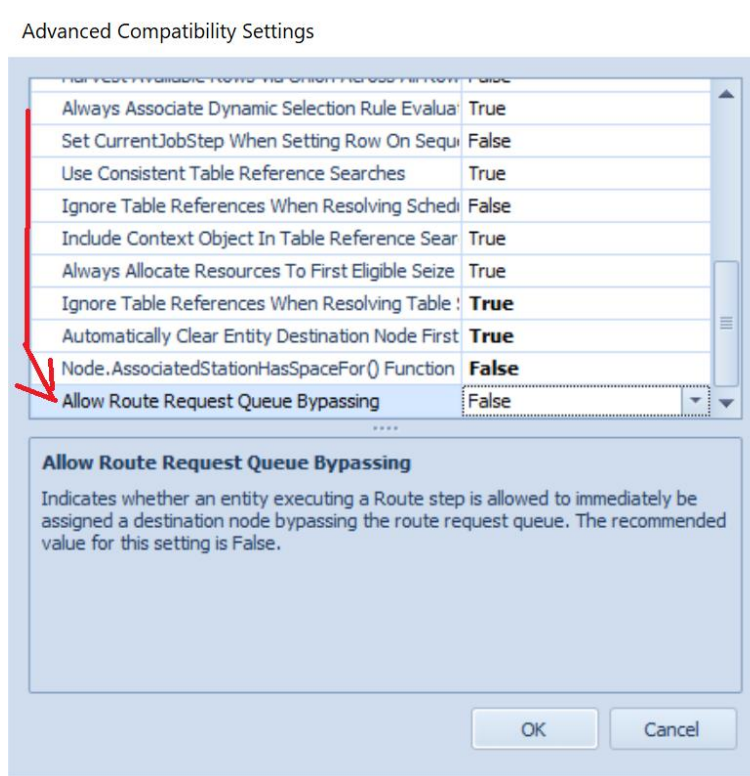 Advanced Compatibility Settings
Always Associate Dynamic Selection Rule Evalua True
Set CurrentJobStep When Setting Row On Sequ False
Use Consistent Table Reference Searches True
Ignore Table References When Resolving Sched False
Include Context Object In Table Reference Sear True
Always Allocate Resources To First Eligible Seize True
Ignore Table References When Resolving Table True
Automatically Clear Entity Destination Node First True
Node.AssociatedStationHasSpaceFor() Function False
Allow Route Request Queue Bypassing False
Allow Route Request Queue Bypassing
Indicates whether an entity executing a Route step is allowed to immediately be
assigned a destination node bypassing the route request queue. The recommended
value for this setting is False.
OK Cancel